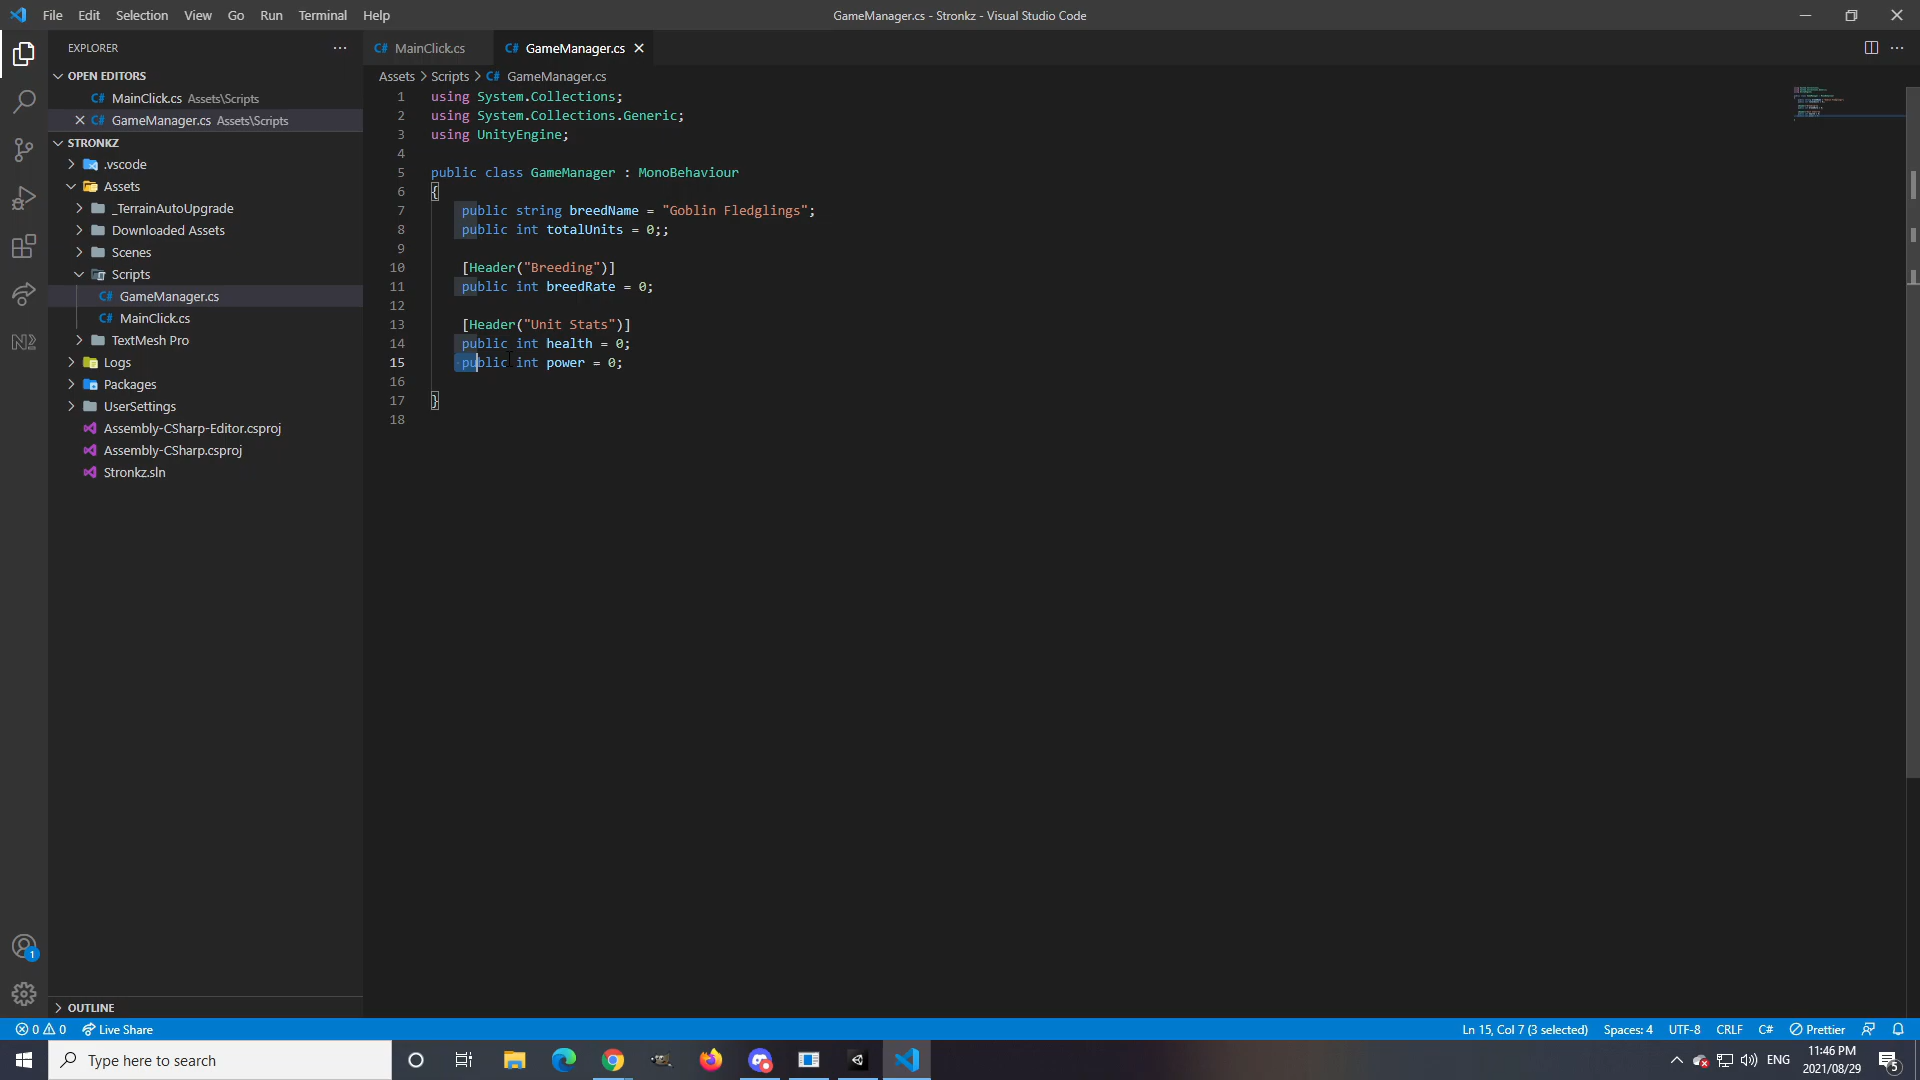 File Edit Selection View Go Run Terminal Help
GameManager.cs - Stronkz - Visual Studio Code
EXPLORER
OPEN EDITORS
MainClick.cs Assets\Scripts
GameManager.cs Assets\Scripts
STRONKZ
.vscode
Assets
_TerrainAutoUpgrade
Downloaded Assets
Scenes
Scripts
GameManager.cs
MainClick.cs
TextMesh Pro
Logs
Packages
UserSettings
Assembly-CSharp-Editor.csproj
Assembly-CSharp.csproj
Stronkz.sln
OUTLINE
MainClick.cs GameManager.cs
Assets > Scripts > GameManager.cs
1 using System.Collections;
2 using System.Collections.Generic;
3 using UnityEngine;
4
5 public class GameManager : MonoBehaviour
6 {
7 public string breedName = "Goblin Fledglings";
8 public int totalUnits = 0;;
9
10 [Header("Breeding")]
11 public int breedRate = 0;
12
13 [Header("Unit Stats")]
14 public int health = 0;
15 public int power = 0;
16
17 }
18
1
0 0 Live Share
Ln 15, Col 7 (3 selected) Spaces: 4 UTF-8 CRLF C# Prettier
Type here to search
ENG
11:46 PM
2021/08/29
5